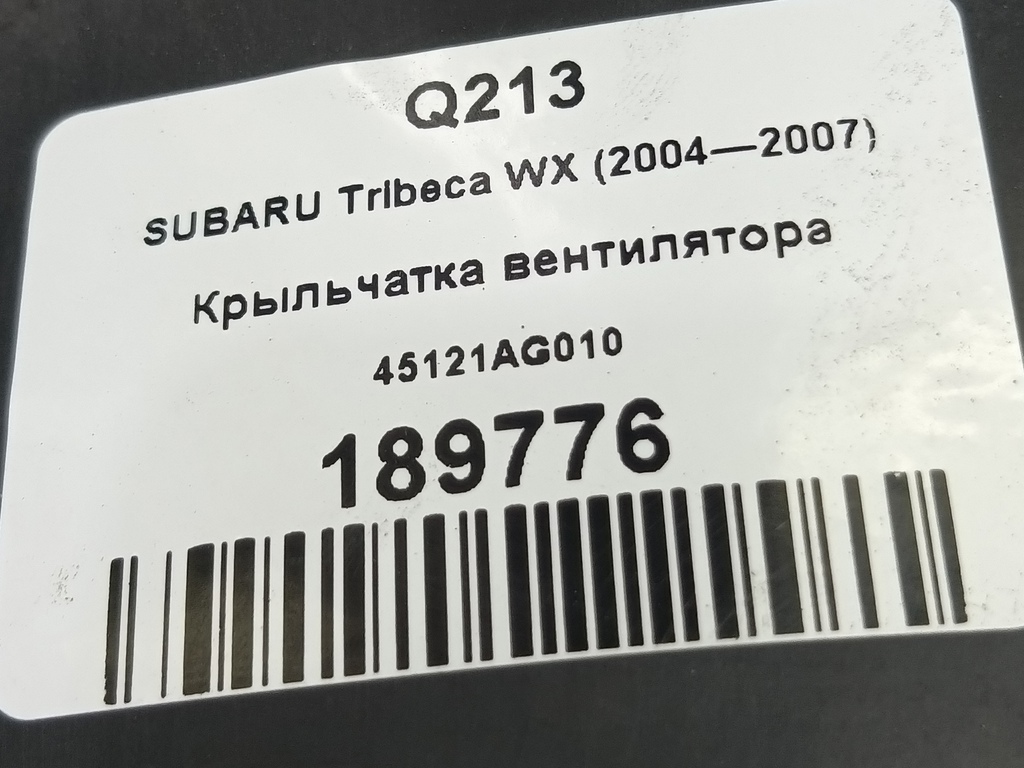 Q213
SUBARU Tribeca WX (2004—2007)
Крыльчатка вентилятора
45121AG010
189776